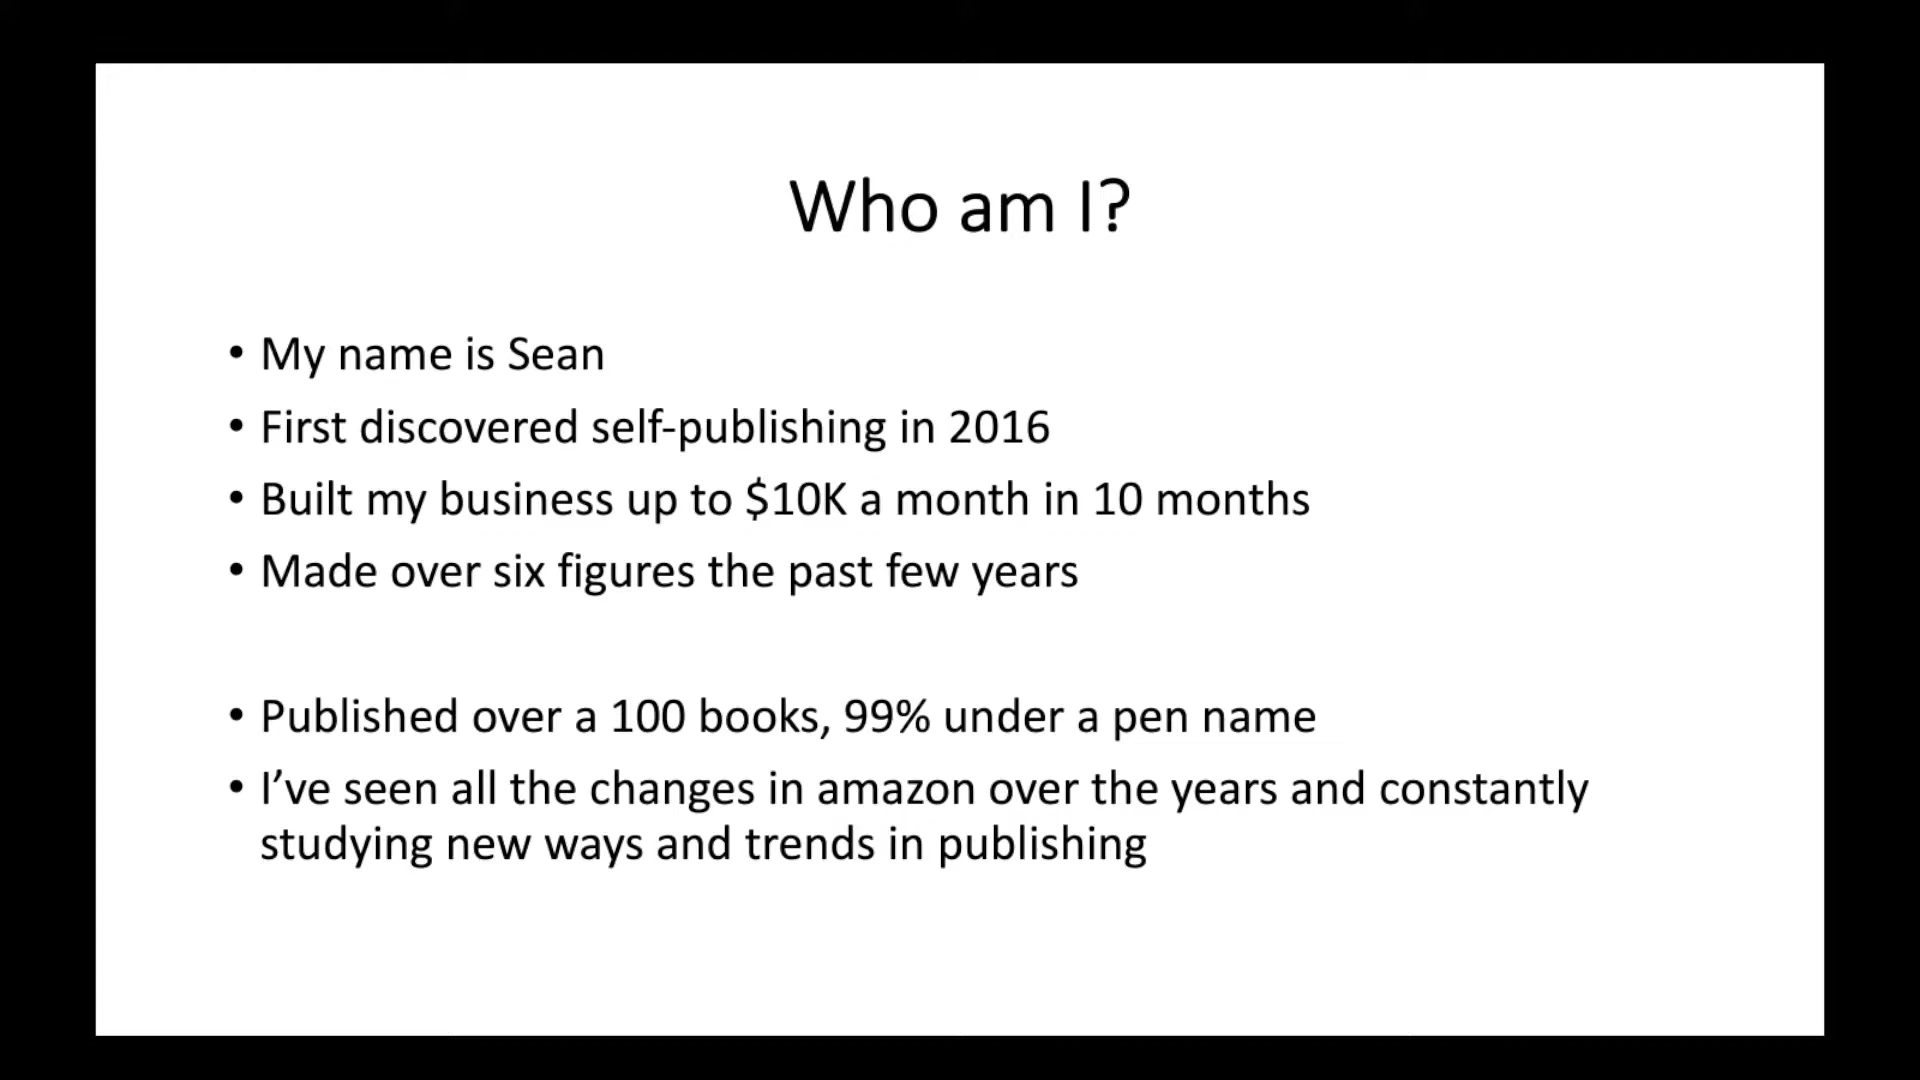 Who am I?
• My name is Sean
• First discovered self-publishing in 2016
• Built my business up to $10K a month in 10 months
• Made over six figures the past few years
• Published over a 100 books, 99% under a pen name
• I’ve seen all the changes in amazon over the years and constantly
studying new ways and trends in publishing